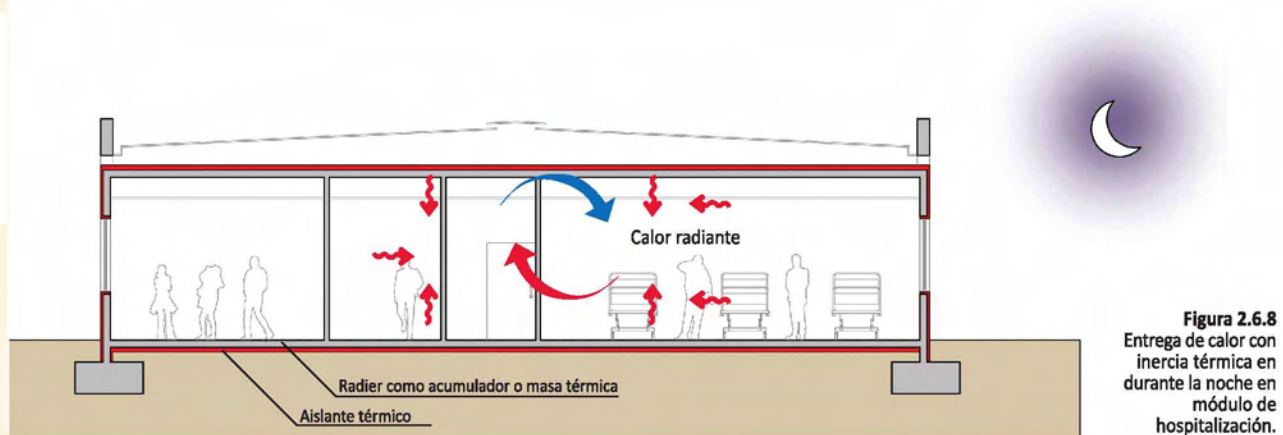 Calor radiante
Radier como acumulador o masa térmica
Aislante térmico
Figura 2.6.8
Entrega de calor con
inercia térmica en
durante la noche en
módulo de
hospitalización.